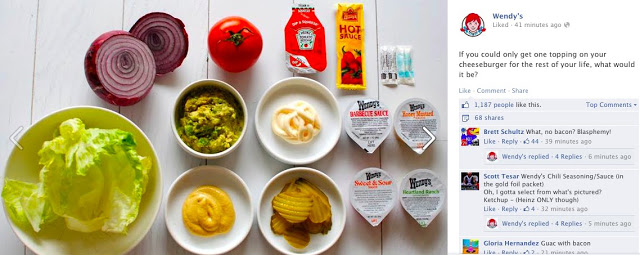 HEINZ
HOT
SAUCE
Wendy's
BARBECUE SAUCE
Wendy's
Honey Mustard
Wendy's
Sweet & Sour
Wendy's
Heartland Ranch
Wendy's
Liked · 41 minutes ago
If you could only get one topping on your
cheeseburger for the rest of your life, what would
it be?
Like · Comment · Share
1,187 people like this.
Top Comments
68 shares
Brett Schultz What, no bacon? Blasphemy!
Like · Reply · 44 · 39 minutes ago
Wendy's replied · 4 Replies · 6 minutes ago
Scott Tesar Wendy's Chili Seasoning/Sauce (in
the gold foil packet)
Oh, I gotta select from what's pictured?
Ketchup - (Heinz ONLY though)
Like · Reply · 4 · 32 minutes ago
Wendy's replied · 4 Replies · 5 minutes ago
Gloria Hernandez Guac with bacon
Like · Reply · 2 · 21 minutes ago